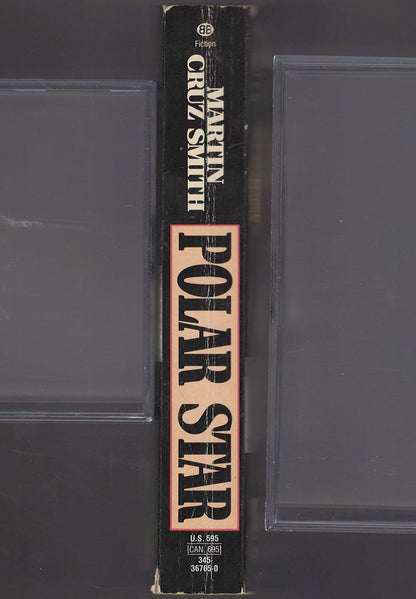 BB
Fiction
MARTIN
CRUZ SMITH
POLAR STAR
U.S. 595
CAN. 695
345-
36765-0